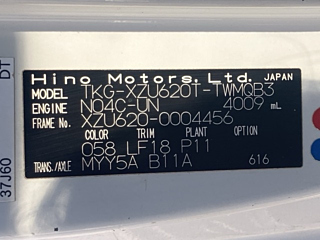 Hino Motors, Ltd. JAPAN
MODEL TKG-XZU620T-TWMQB3
ENGINE N04C-UN 4009 mL
FRAME No. XZU620-0004456
COLOR TRIM PLANT OPTION
058 LF18 P11
TRANS./AXLE MYY5A B11A 616
DT
37J60